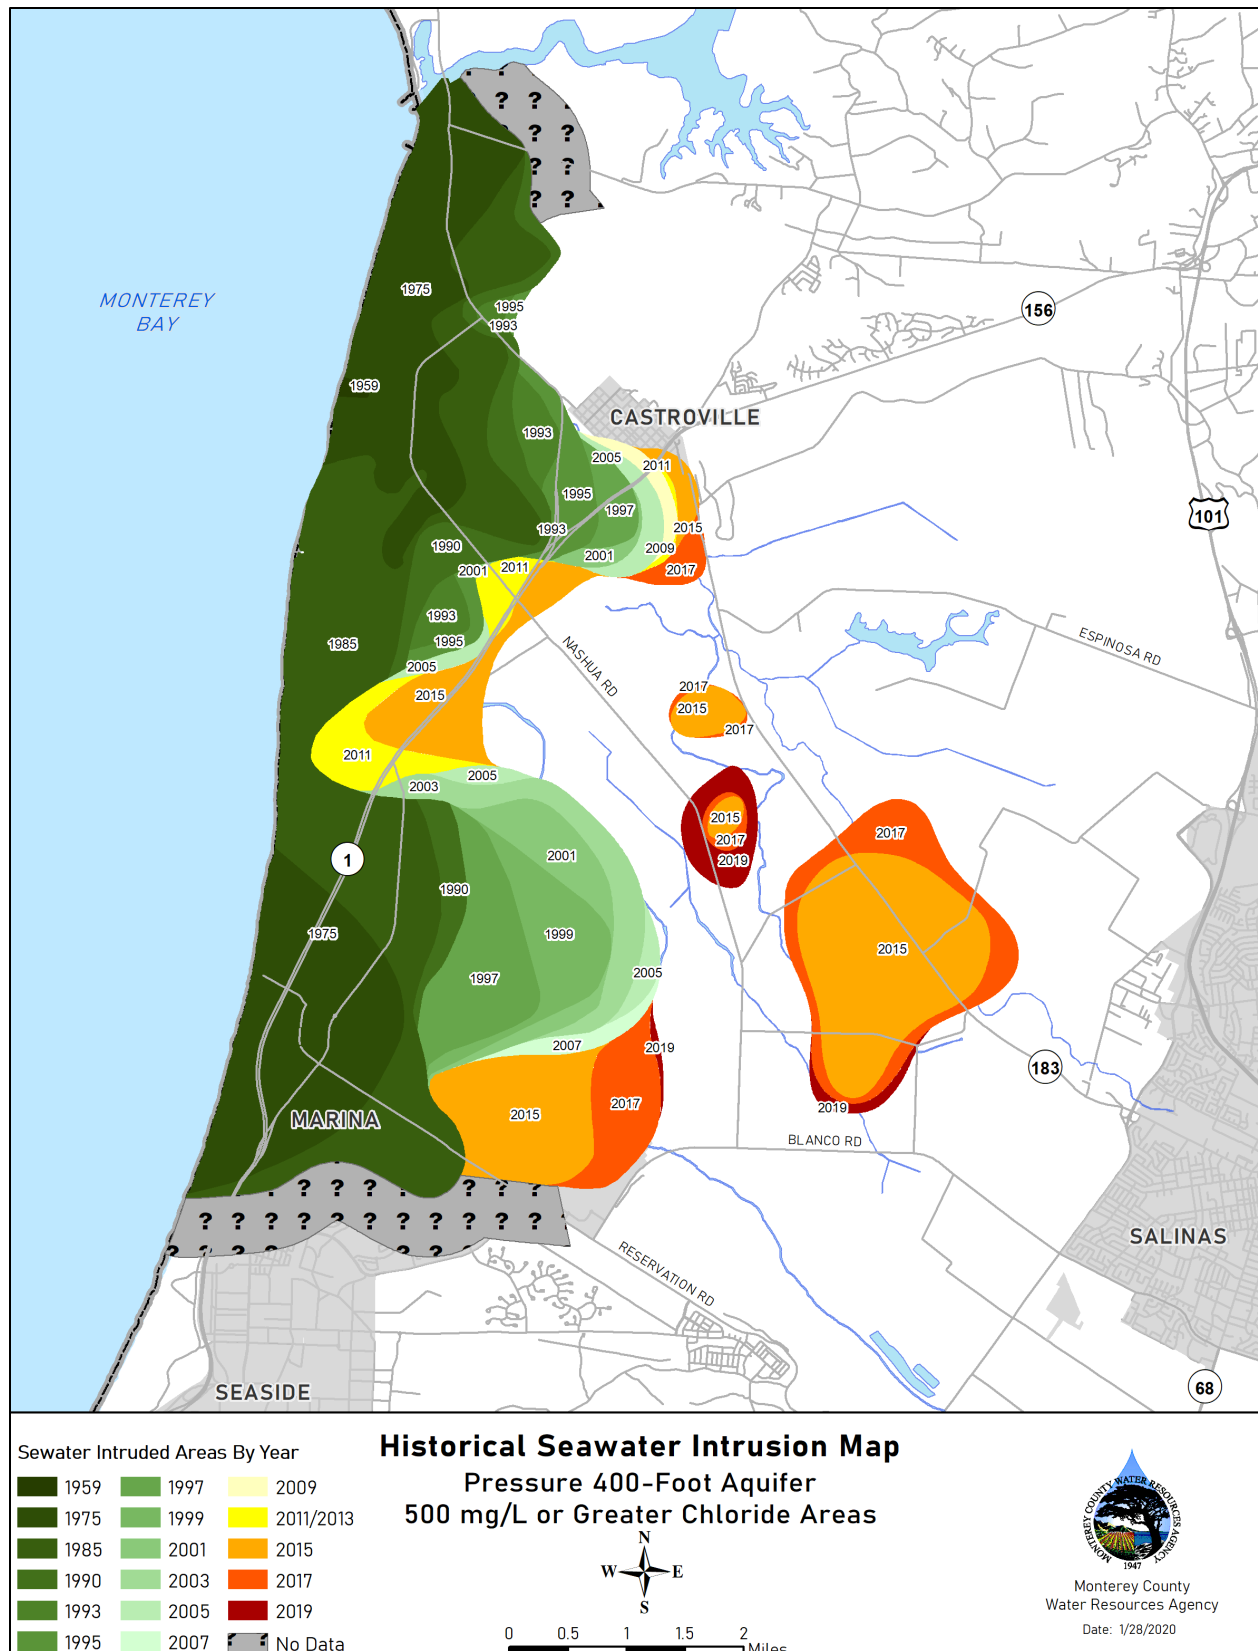 MONTEREY
BAY
?
?
?
?
?
?
?
?
1975
1995
1993
156
1959
CASTROVILLE
1993
2005
2011
1995
1997
101
1993
2015
1990
2001
2009
2001
2011
2017
1993
1985
1995
NASHUA RD
ESPINOSA RD
2005
2017
2015
2015
2017
2011
2005
2003
2015
2017
2017
1
2001
2019
1990
1975
1999
2015
1997
2005
2007
2019
183
2015
2017
2019
MARINA
BLANCO RD
? ? ? ? ? ? ?
? ? ? ? ? ? ? ? ? ? ?
? ? ? ? ? ?
SALINAS
RESERVATION RD
SEASIDE
68
Sewater Intruded Areas By Year
1959
1975
1985
1990
1993
1995
1997
1999
2001
2003
2005
2007
2009
2011/2013
2015
2017
2019
No Data
Historical Seawater Intrusion Map
Pressure 400-Foot Aquifer
500 mg/L or Greater Chloride Areas
N
W E
S
0 0.5 1 1.5 2
Miles
MONTEREY COUNTY WATER RESOURCES AGENCY
1947
Monterey County
Water Resources Agency
Date: 1/28/2020